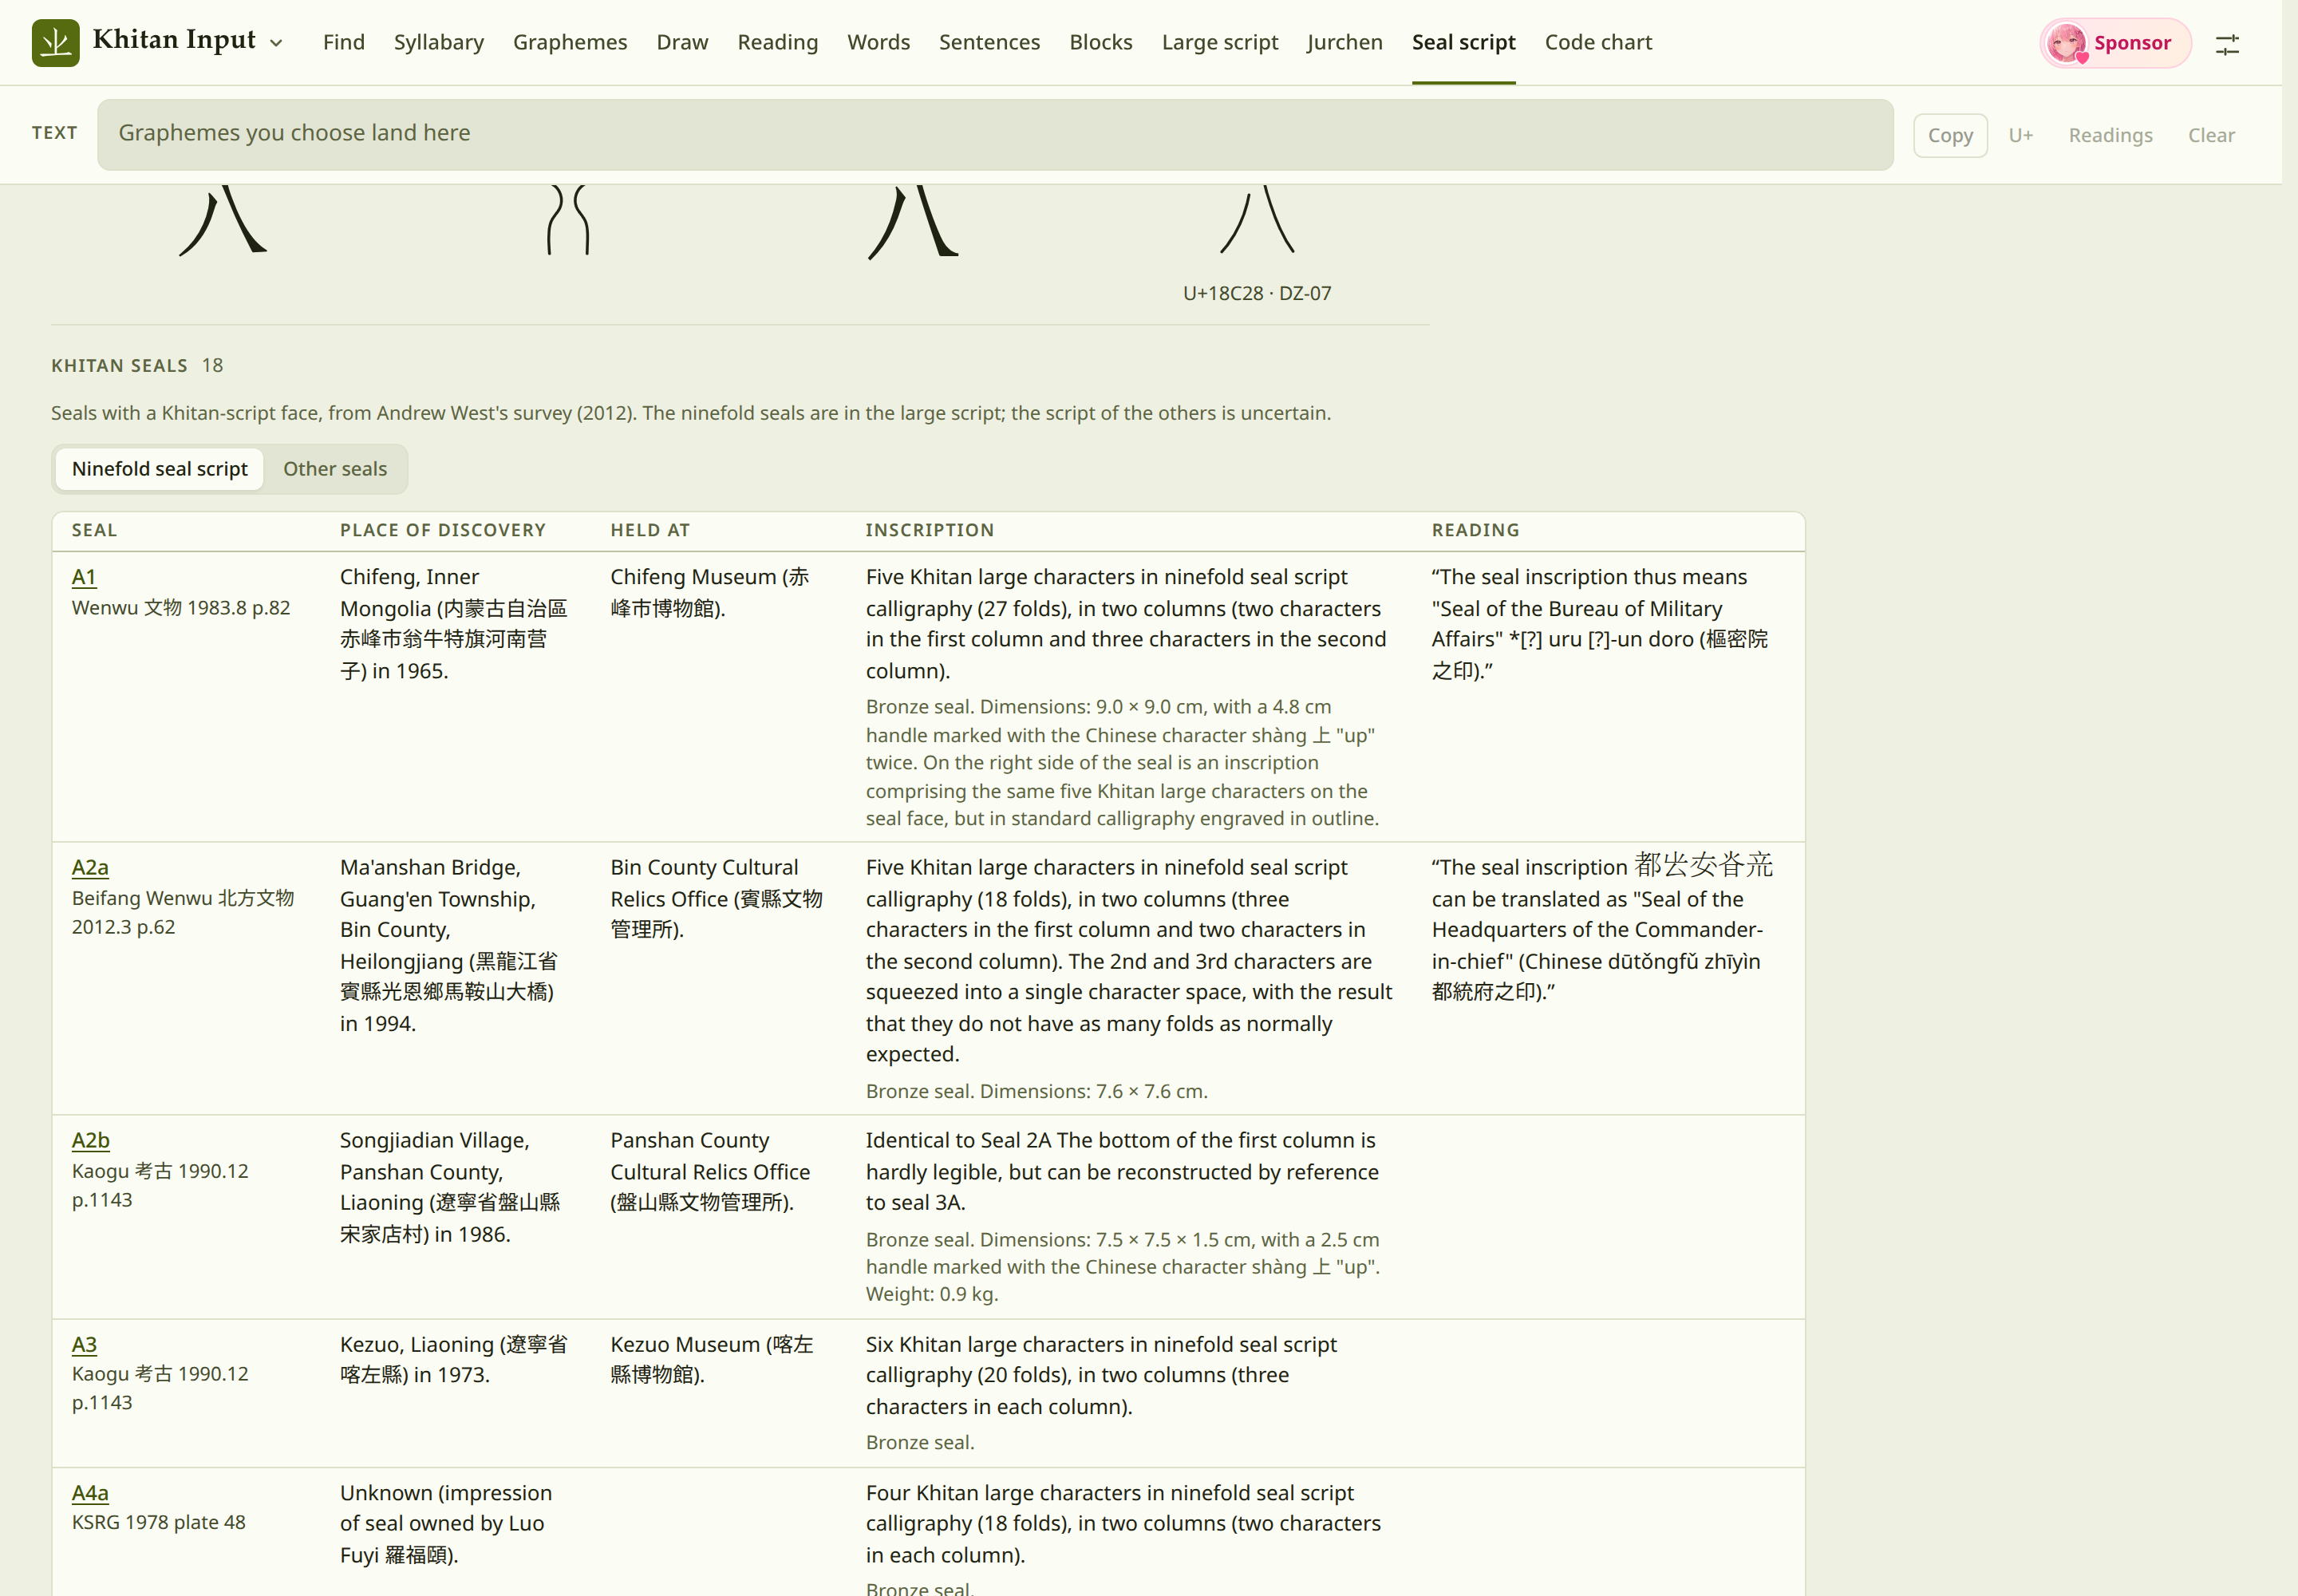 Khitan Input
Find Syllabary Graphemes Draw Reading Words Sentences Blocks Large script Jurchen Seal script Code chart
Sponsor
TEXT
Graphemes you choose land here
Copy U+ Readings Clear
U+18C28 · DZ-07
KHITAN SEALS 18
Seals with a Khitan-script face, from Andrew West's survey (2012). The ninefold seals are in the large script; the script of the others is uncertain.
Ninefold seal script Other seals
SEAL PLACE OF DISCOVERY HELD AT INSCRIPTION READING
A1
Wenwu 文物 1983.8 p.82
Chifeng, Inner
Mongolia (内蒙古自治區
赤峰市翁牛特旗河南营
子) in 1965.
Chifeng Museum (赤
峰市博物館).
Five Khitan large characters in ninefold seal script
calligraphy (27 folds), in two columns (two characters
in the first column and three characters in the second
column).
Bronze seal. Dimensions: 9.0 × 9.0 cm, with a 4.8 cm
handle marked with the Chinese character shàng 上 "up"
twice. On the right side of the seal is an inscription
comprising the same five Khitan large characters on the
seal face, but in standard calligraphy engraved in outline.
“The seal inscription thus means
"Seal of the Bureau of Military
Affairs" *[?] uru [?]-un doro (樞密院
之印).”
A2a
Beifang Wenwu 北方文物
2012.3 p.62
Ma'anshan Bridge,
Guang'en Township,
Bin County,
Heilongjiang (黑龍江省
賓縣光恩鄉馬鞍山大橋)
in 1994.
Bin County Cultural
Relics Office (賓縣文物
管理所).
Five Khitan large characters in ninefold seal script
calligraphy (18 folds), in two columns (three
characters in the first column and two characters in
the second column). The 2nd and 3rd characters are
squeezed into a single character space, with the result
that they do not have as many folds as normally
expected.
Bronze seal. Dimensions: 7.6 × 7.6 cm.
“The seal inscription
can be translated as "Seal of the
Headquarters of the Commander-
in-chief" (Chinese dūtǒngfǔ zhīyìn
都統府之印).”
A2b
Kaogu 考古 1990.12
p.1143
Songjiadian Village,
Panshan County,
Liaoning (遼寧省盤山縣
宋家店村) in 1986.
Panshan County
Cultural Relics Office
(盤山縣文物管理所).
Identical to Seal 2A The bottom of the first column is
hardly legible, but can be reconstructed by reference
to seal 3A.
Bronze seal. Dimensions: 7.5 × 7.5 × 1.5 cm, with a 2.5 cm
handle marked with the Chinese character shàng 上 "up".
Weight: 0.9 kg.
A3
Kaogu 考古 1990.12
p.1143
Kezuo, Liaoning (遼寧省
喀左縣) in 1973.
Kezuo Museum (喀左
縣博物館).
Six Khitan large characters in ninefold seal script
calligraphy (20 folds), in two columns (three
characters in each column).
Bronze seal.
A4a
KSRG 1978 plate 48
Unknown (impression
of seal owned by Luo
Fuyi 羅福頤).
Four Khitan large characters in ninefold seal script
calligraphy (18 folds), in two columns (two characters
in each column).
Bronze seal.